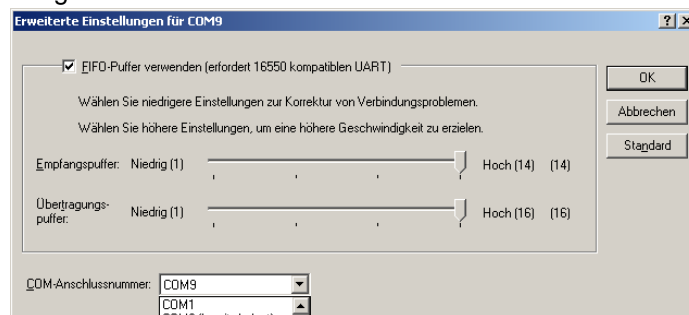 Erweiterte Einstellungen für COM9
FIFO-Puffer verwenden (erfordert 16550 kompatiblen UART)
OK
Wählen Sie niedrigere Einstellungen zur Korrektur von Verbindungsproblemen.
Abbrechen
Wählen Sie höhere Einstellungen, um eine höhere Geschwindigkeit zu erzielen.
Standard
Empfangspuffer: Niedrig (1) Hoch (14) (14)
Übertragungs-
puffer: Niedrig (1) Hoch (16) (16)
COM-Anschlussnummer: COM9
COM1